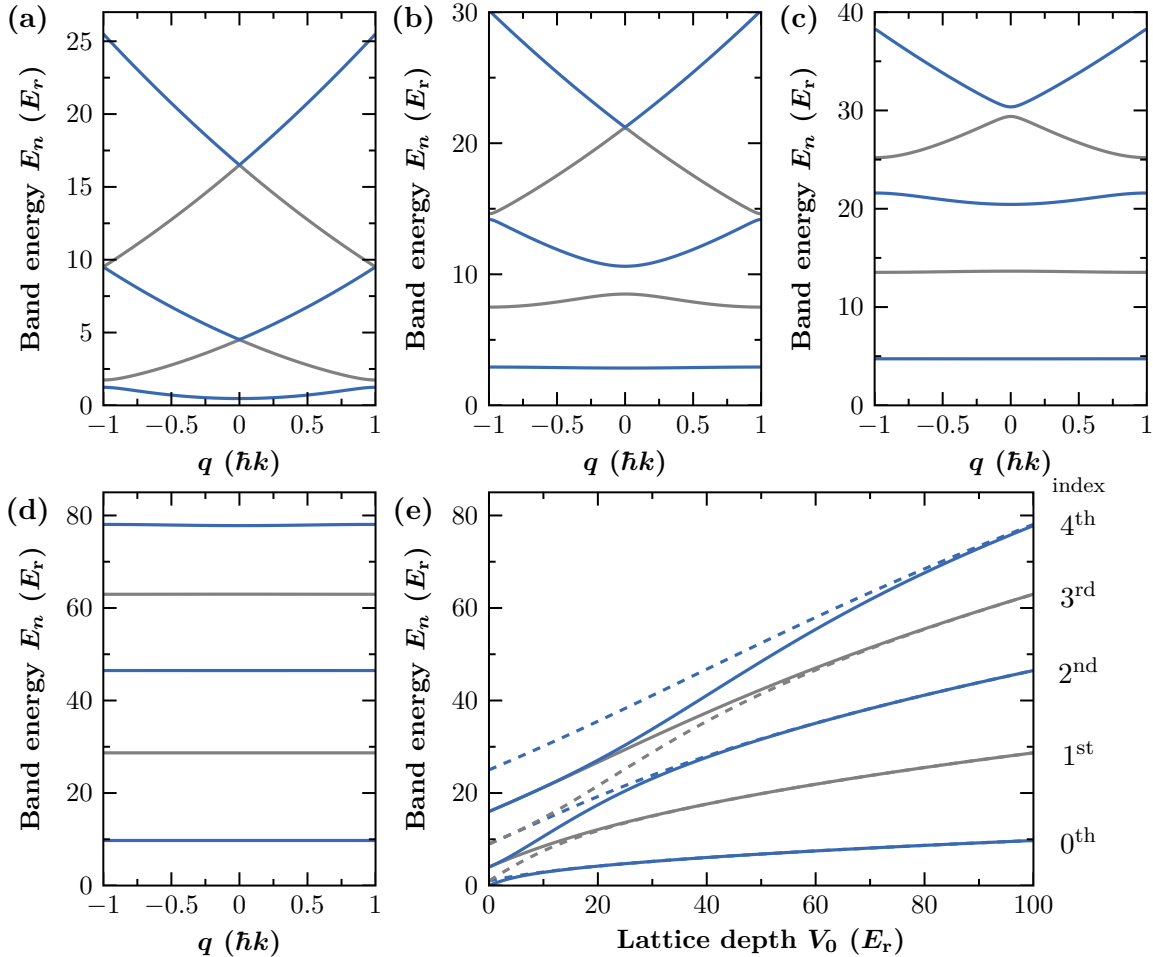 (a)
Band energy Eₙ (Eᵣ)
25
20
15
10
5
0
−1
−0.5
0
0.5
1
q (ħk)
(b)
Band energy Eₙ (Eᵣ)
30
20
10
0
−1
−0.5
0
0.5
1
q (ħk)
(c)
Band energy Eₙ (Eᵣ)
40
30
20
10
0
−1
−0.5
0
0.5
1
q (ħk)
(d)
Band energy Eₙ (Eᵣ)
80
60
40
20
0
−1
−0.5
0
0.5
1
q (ħk)
(e)
Band energy Eₙ (Eᵣ)
80
60
40
20
0
0
20
40
60
80
100
Lattice depth V₀ (Eᵣ)
index
4ᵗʰ
3ʳᵈ
2ⁿᵈ
1ˢᵗ
0ᵗʰ